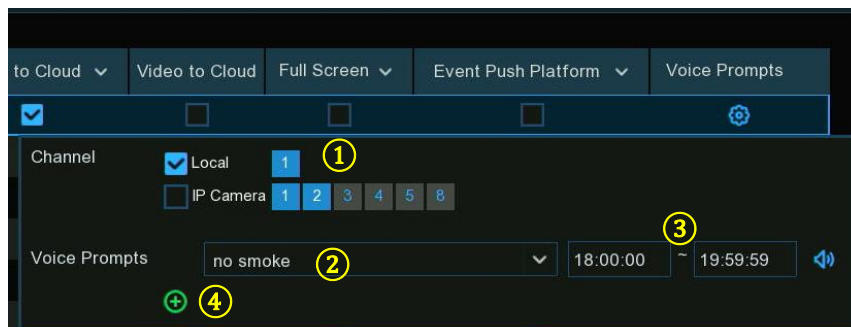 to Cloud Video to Cloud Full Screen Event Push Platform Voice Prompts
Channel Local 1 ①
IP Camera 1 2 3 4 5 8
③
Voice Prompts no smoke ② 18:00:00 ~ 19:59:59
④